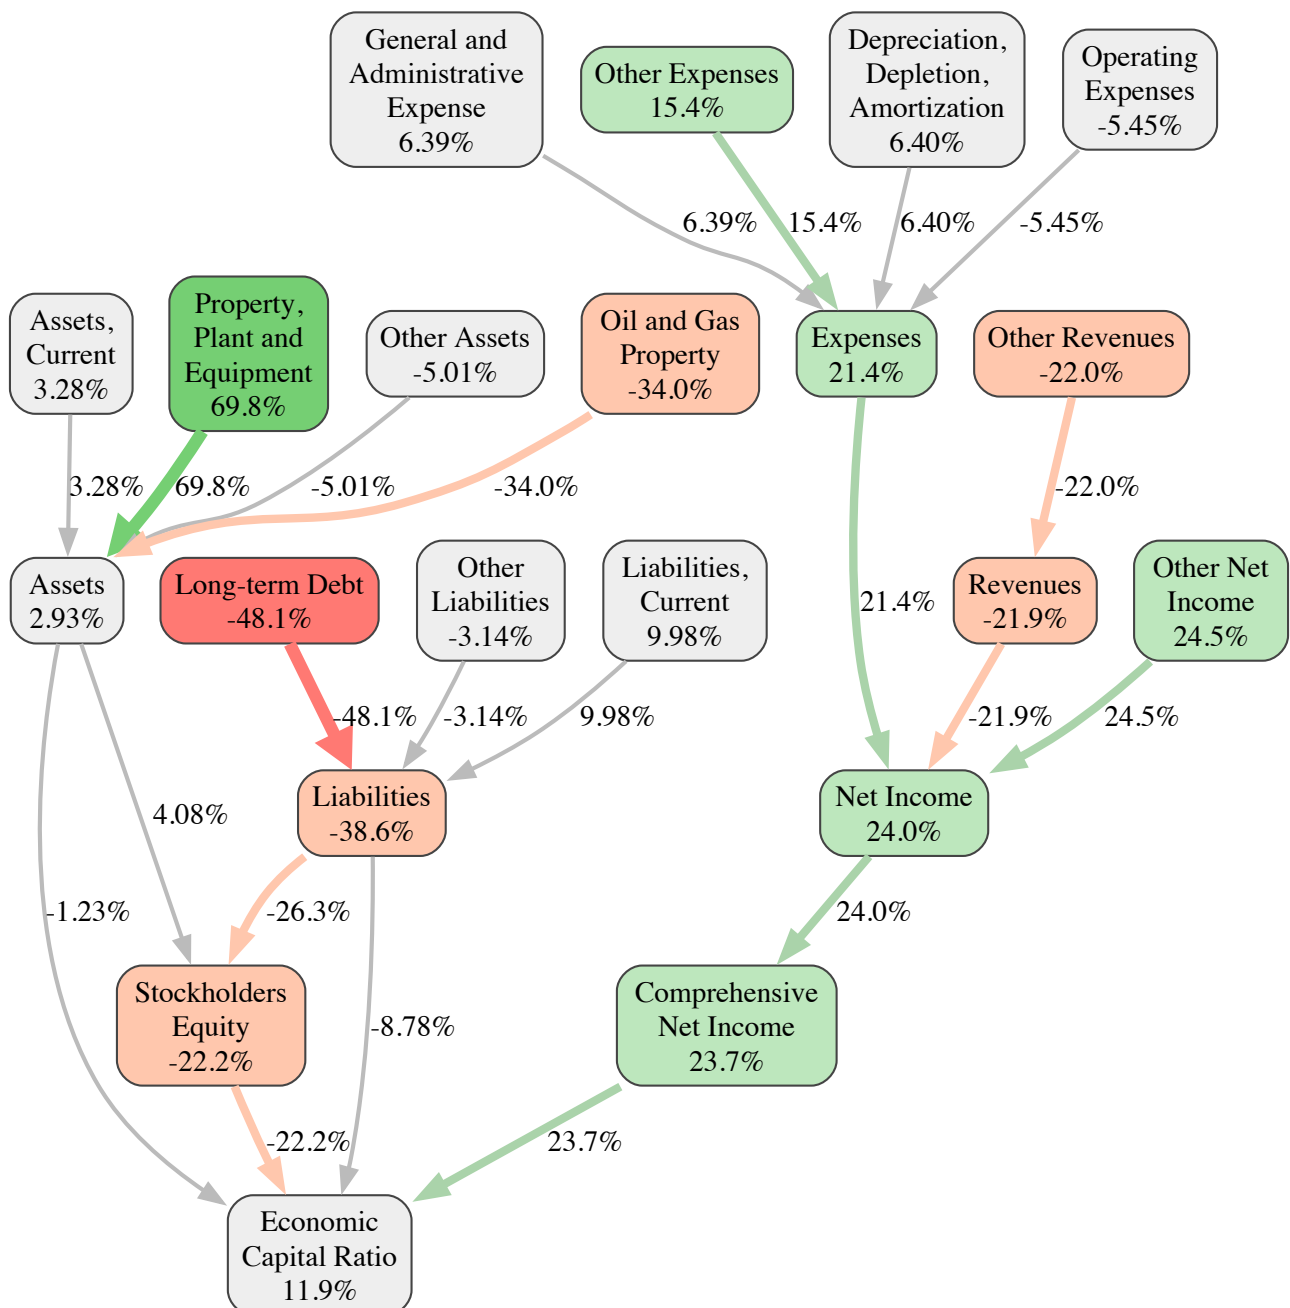 General and
Administrative
Expense
6.39%
Other Expenses
15.4%
Depreciation,
Depletion,
Amortization
6.40%
Operating
Expenses
-5.45%
6.39%
15.4%
6.40%
-5.45%
Assets,
Current
3.28%
Property,
Plant and
Equipment
69.8%
Other Assets
-5.01%
Oil and Gas
Property
-34.0%
Expenses
21.4%
Other Revenues
-22.0%
3.28%
69.8%
-5.01%
-34.0%
-22.0%
Assets
2.93%
Long-term Debt
-48.1%
Other
Liabilities
-3.14%
Liabilities,
Current
9.98%
21.4%
Revenues
-21.9%
Other Net
Income
24.5%
-48.1%
-3.14%
9.98%
-21.9%
24.5%
4.08%
Liabilities
-38.6%
Net Income
24.0%
-1.23%
-26.3%
24.0%
Stockholders
Equity
-22.2%
-8.78%
Comprehensive
Net Income
23.7%
-22.2%
23.7%
Economic
Capital Ratio
11.9%